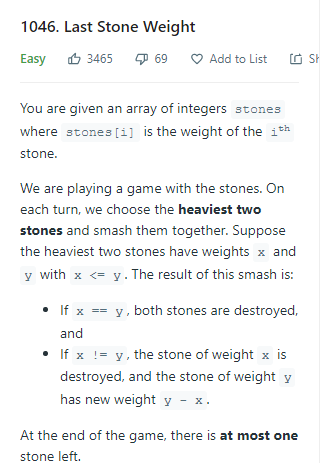 1046. Last Stone Weight
Easy 3465 69 Add to List
You are given an array of integers stones
where stones[i] is the weight of the ith
stone.
We are playing a game with the stones. On
each turn, we choose the heaviest two
stones and smash them together. Suppose
the heaviest two stones have weights x and
y with x <= y. The result of this smash is:
• If x == y, both stones are destroyed,
and
• If x != y, the stone of weight x is
destroyed, and the stone of weight y
has new weight y - x.
At the end of the game, there is at most one
stone left.